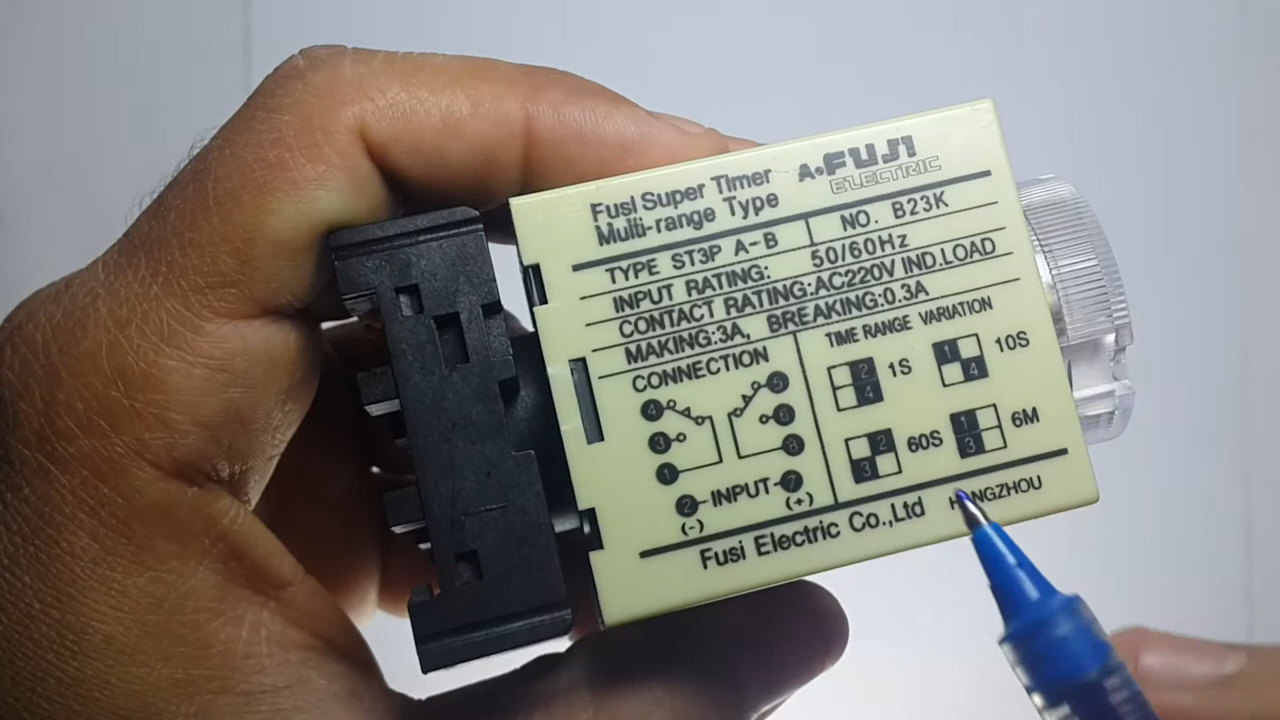 Fusi Super Timer
Multi-range Type
A•FUJI
ELECTRIC
TYPE ST3P A-B
NO. B23K
INPUT RATING: 50/60Hz
CONTACT RATING:AC220V IND.LOAD
MAKING:3A, BREAKING:0.3A
CONNECTION
4
3
1
5
6
8
2 INPUT 7
(-) (+)
TIME RANGE VARIATION
2
4
1S
1
4
10S
2
3
60S
1
3
6M
Fusi Electric Co.,Ltd
HANGZHOU